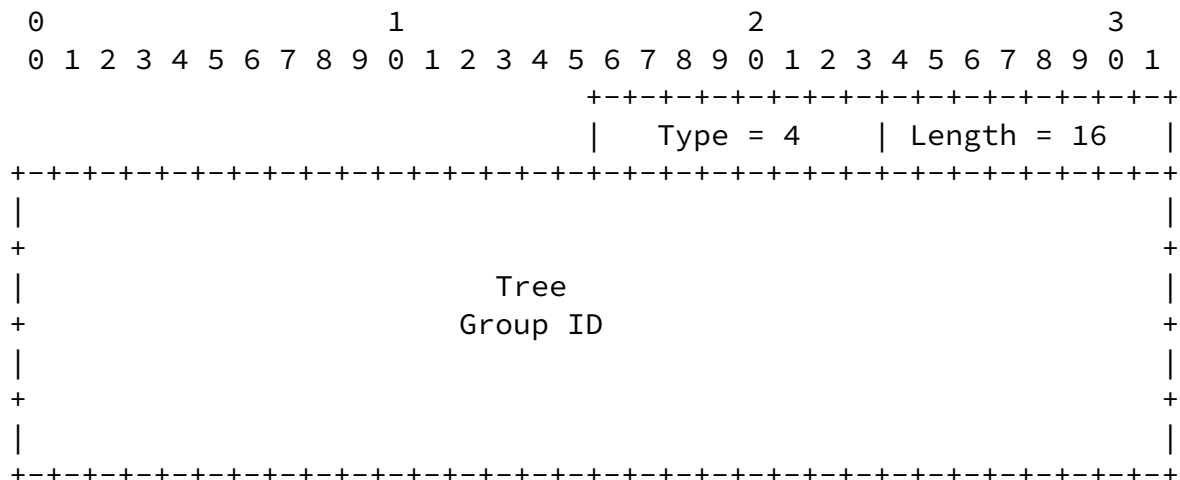 0                   1                   2                   3
0 1 2 3 4 5 6 7 8 9 0 1 2 3 4 5 6 7 8 9 0 1 2 3 4 5 6 7 8 9 0 1
+-+-+-+-+-+-+-+-+-+-+-+-+-+-+-+-+
|   Type = 4    | Length = 16   |
+-+-+-+-+-+-+-+-+-+-+-+-+-+-+-+-+-+-+-+-+-+-+-+-+-+-+-+-+-+-+-+-+
|                                                               |
+                                                               +
|                          Tree                                 |
+                        Group ID                               +
|                                                               |
+                                                               +
|                                                               |
+-+-+-+-+-+-+-+-+-+-+-+-+-+-+-+-+-+-+-+-+-+-+-+-+-+-+-+-+-+-+-+-+